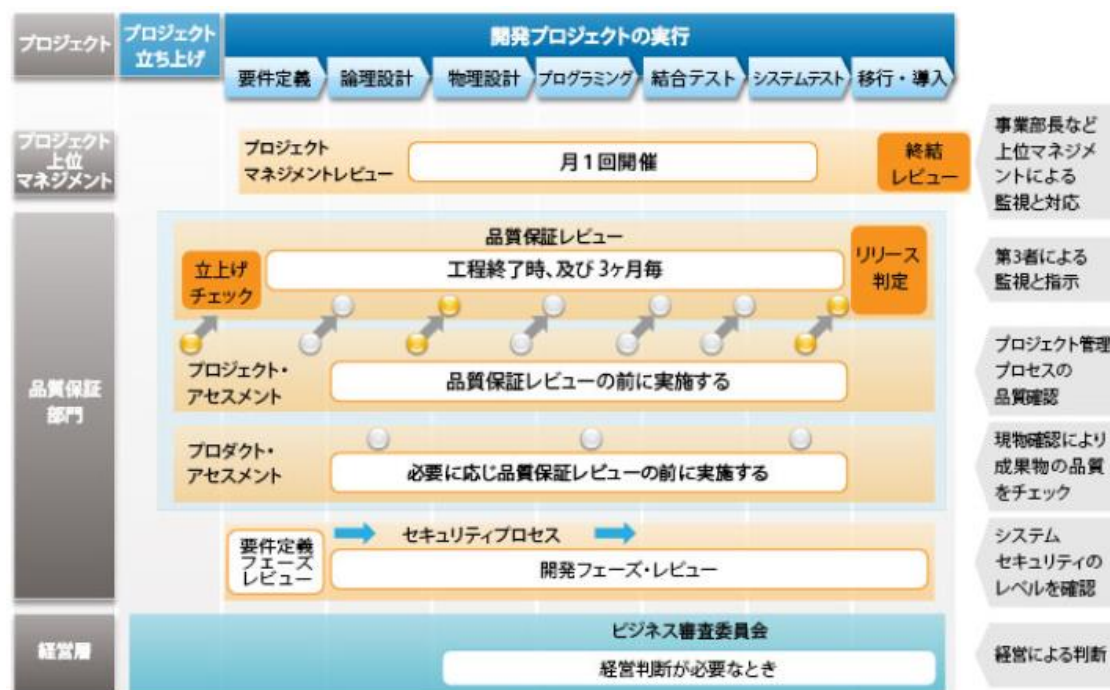 プロジェクト
プロジェクト
立ち上げ
開発プロジェクトの実行
要件定義
論理設計
物理設計
プログラミング
結合テスト
システムテスト
移行・導入
プロジェクト
上位
マネジメント
プロジェクト
マネジメントレビュー
月1回開催
終結
レビュー
事業部長など
上位マネジメ
ントによる
監視と対応
品質保証
部門
品質保証レビュー
立上げ
チェック
工程終了時、及び3ヶ月毎
リリース
判定
第3者による
監視と指示
プロジェクト・
アセスメント
品質保証レビューの前に実施する
プロジェクト管理
プロセスの
品質確認
プロダクト・
アセスメント
必要に応じ品質保証レビューの前に実施する
現物確認により
成果物の品質
をチェック
要件定義
フェーズ
レビュー
セキュリティプロセス
開発フェーズ・レビュー
システム
セキュリティの
レベルを確認
経営層
ビジネス審査委員会
経営判断が必要なとき
経営による判断